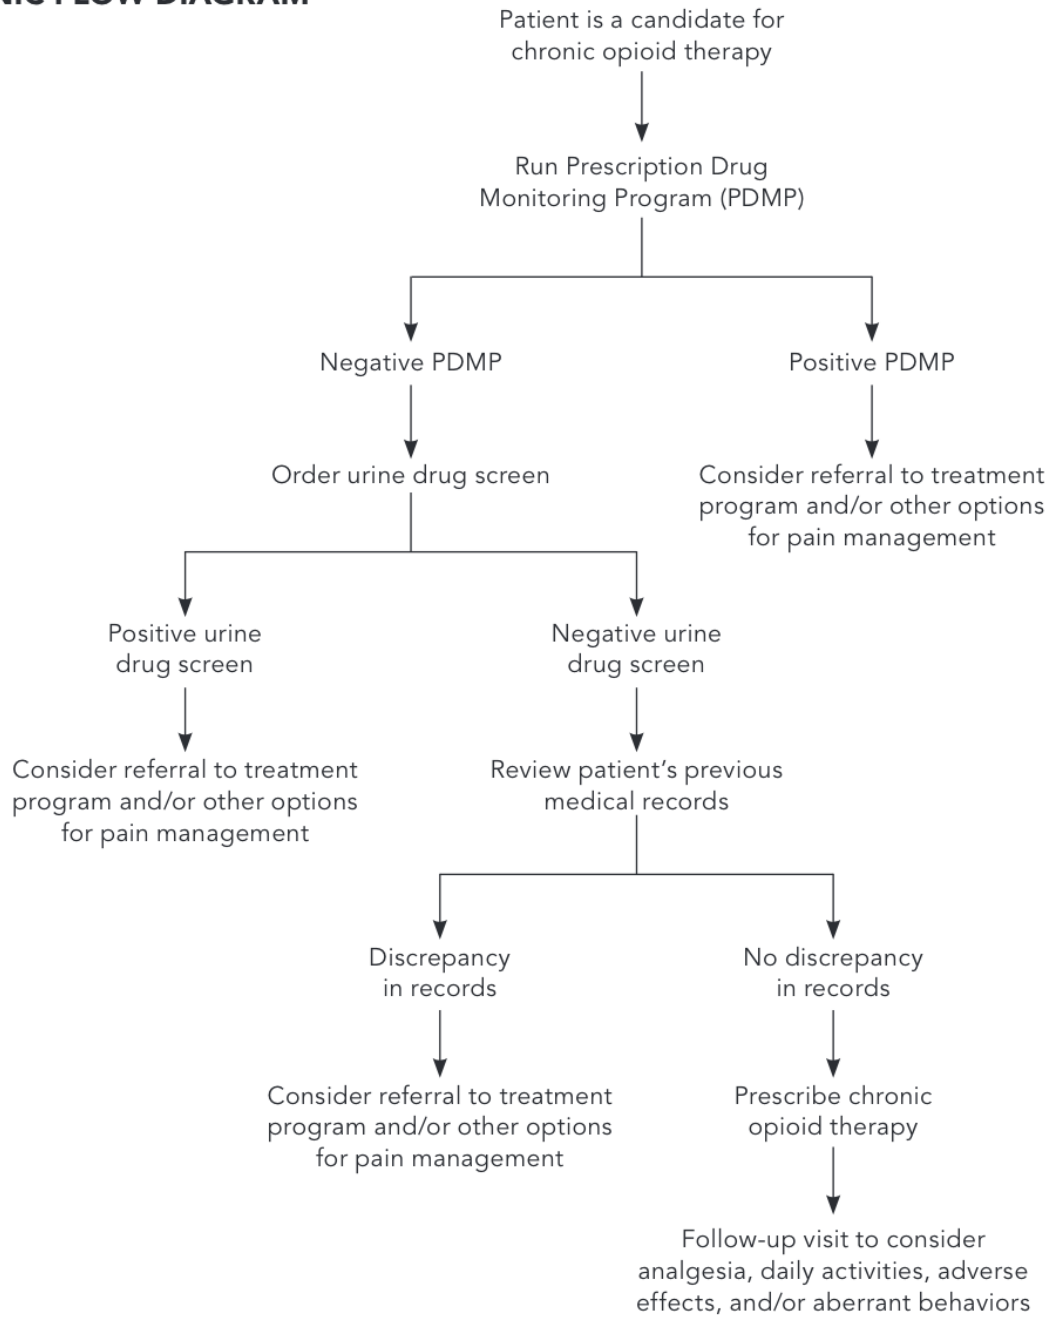 FLOW DIAGRAM
Patient is a candidate for
chronic opioid therapy
Run Prescription Drug
Monitoring Program (PDMP)
Negative PDMP
Positive PDMP
Order urine drug screen
Consider referral to treatment
program and/or other options
for pain management
Positive urine
drug screen
Negative urine
drug screen
Consider referral to treatment
program and/or other options
for pain management
Review patient’s previous
medical records
Discrepancy
in records
No discrepancy
in records
Consider referral to treatment
program and/or other options
for pain management
Prescribe chronic
opioid therapy
Follow-up visit to consider
analgesia, daily activities, adverse
effects, and/or aberrant behaviors